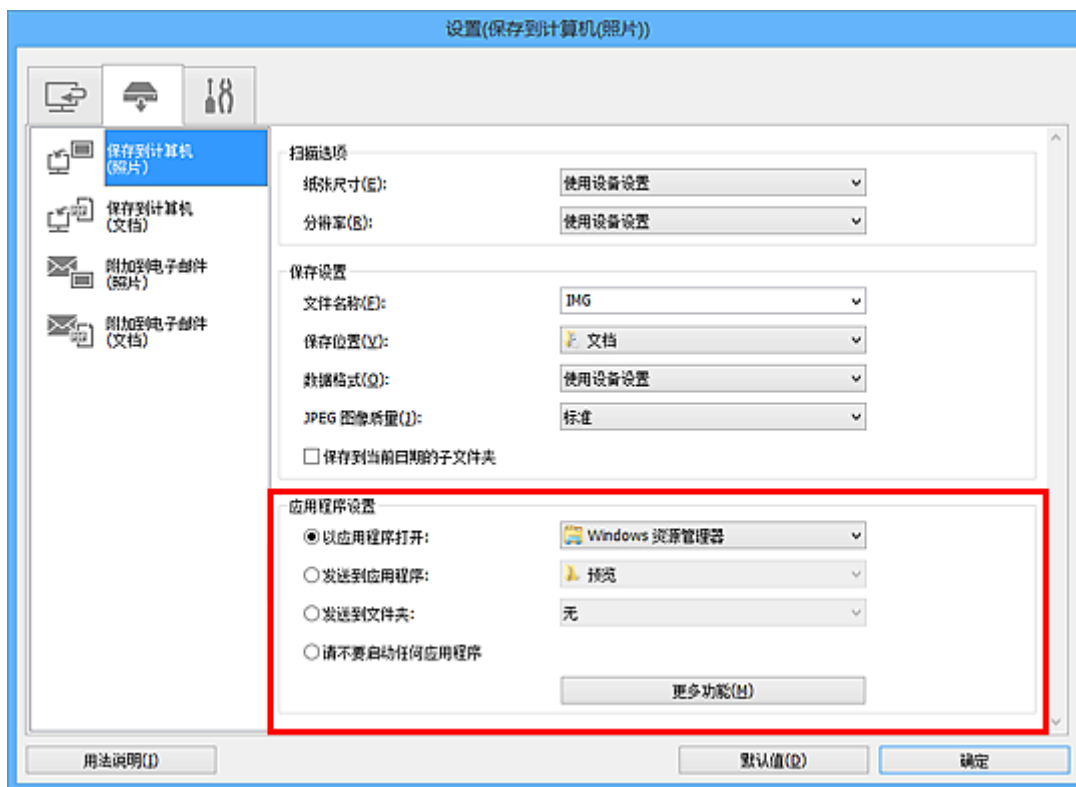 设置(保存到计算机(照片))
保存到计算机
(照片)
保存到计算机
(文档)
附加到电子邮件
(照片)
附加到电子邮件
(文档)
扫描选项
纸张尺寸(E): 使用设备设置
分辨率(R): 使用设备设置
保存设置
文件名称(F): IMG
保存位置(V): 文档
数据格式(O): 使用设备设置
JPEG 图像质量(J): 标准
保存到当前日期的子文件夹
应用程序设置
以应用程序打开: Windows 资源管理器
发送到应用程序: 预览
发送到文件夹: 无
请不要启动任何应用程序
更多功能(M)
用法说明(I) 默认值(D) 确定